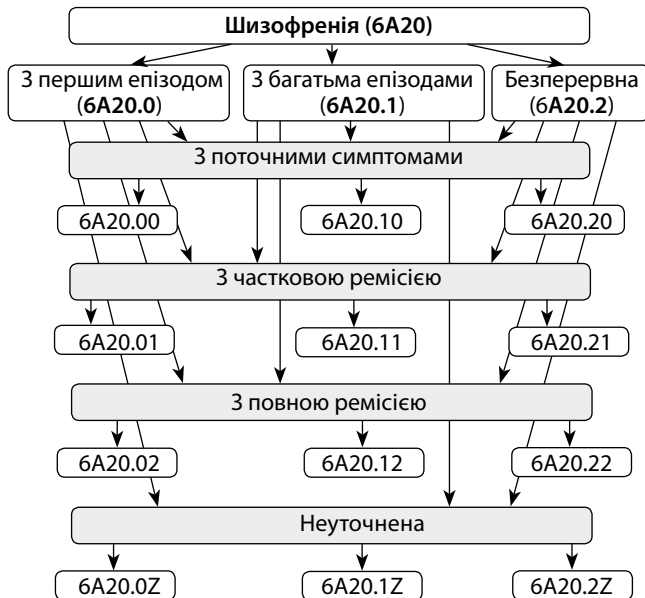 Шизофренія (6A20)
З першим епізодом
(6A20.0)
З багатьма епізодами
(6A20.1)
Безперервна
(6A20.2)
З поточними симптомами
6A20.00
6A20.10
6A20.20
З частковою ремісією
6A20.01
6A20.11
6A20.21
З повною ремісією
6A20.02
6A20.12
6A20.22
Неуточнена
6A20.0Z
6A20.1Z
6A20.2Z